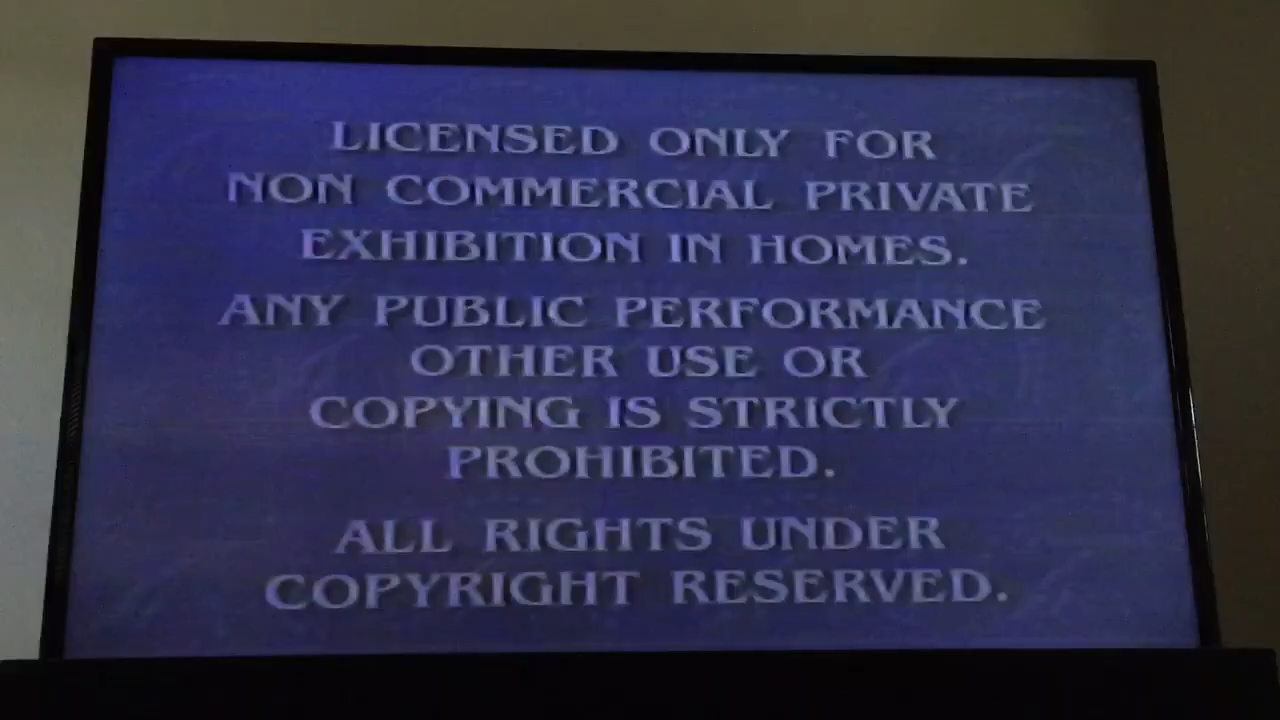 LICENSED ONLY FOR
NON COMMERCIAL PRIVATE
EXHIBITION IN HOMES.
ANY PUBLIC PERFORMANCE
OTHER USE OR
COPYING IS STRICTLY
PROHIBITED.
ALL RIGHTS UNDER
COPYRIGHT RESERVED.